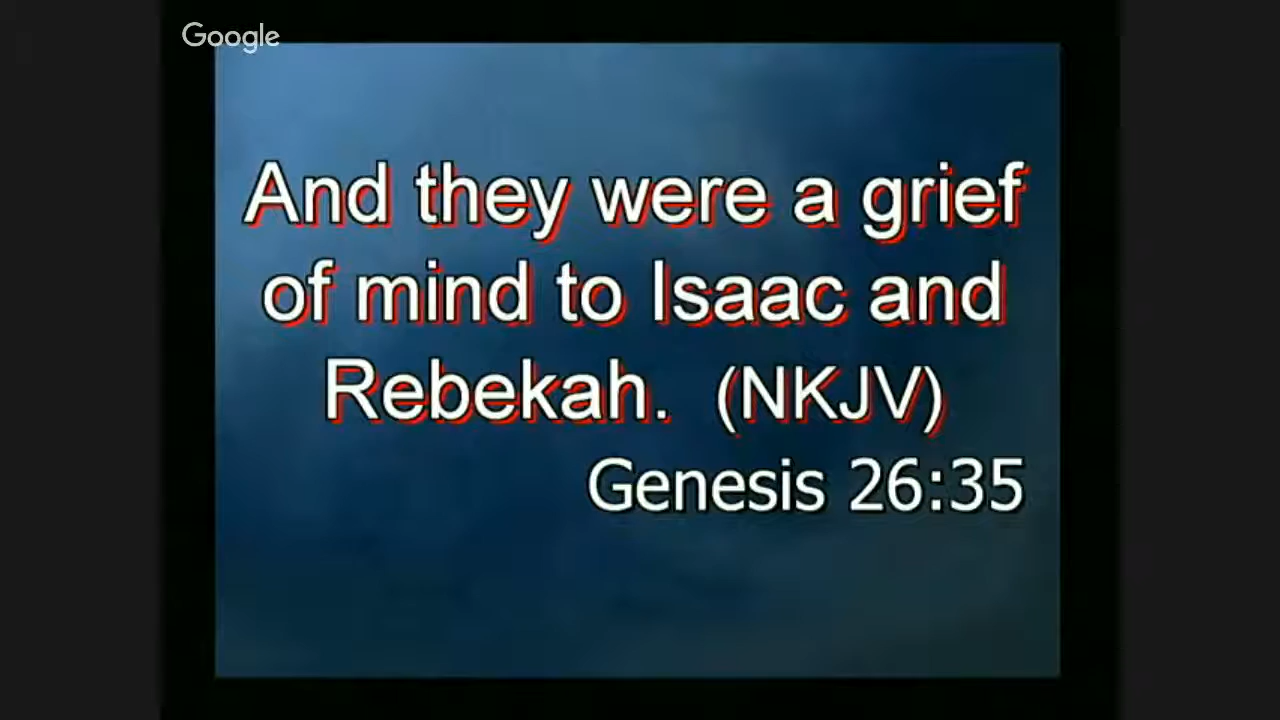 Google
And they were a grief
of mind to Isaac and
Rebekah. (NKJV)
Genesis 26:35